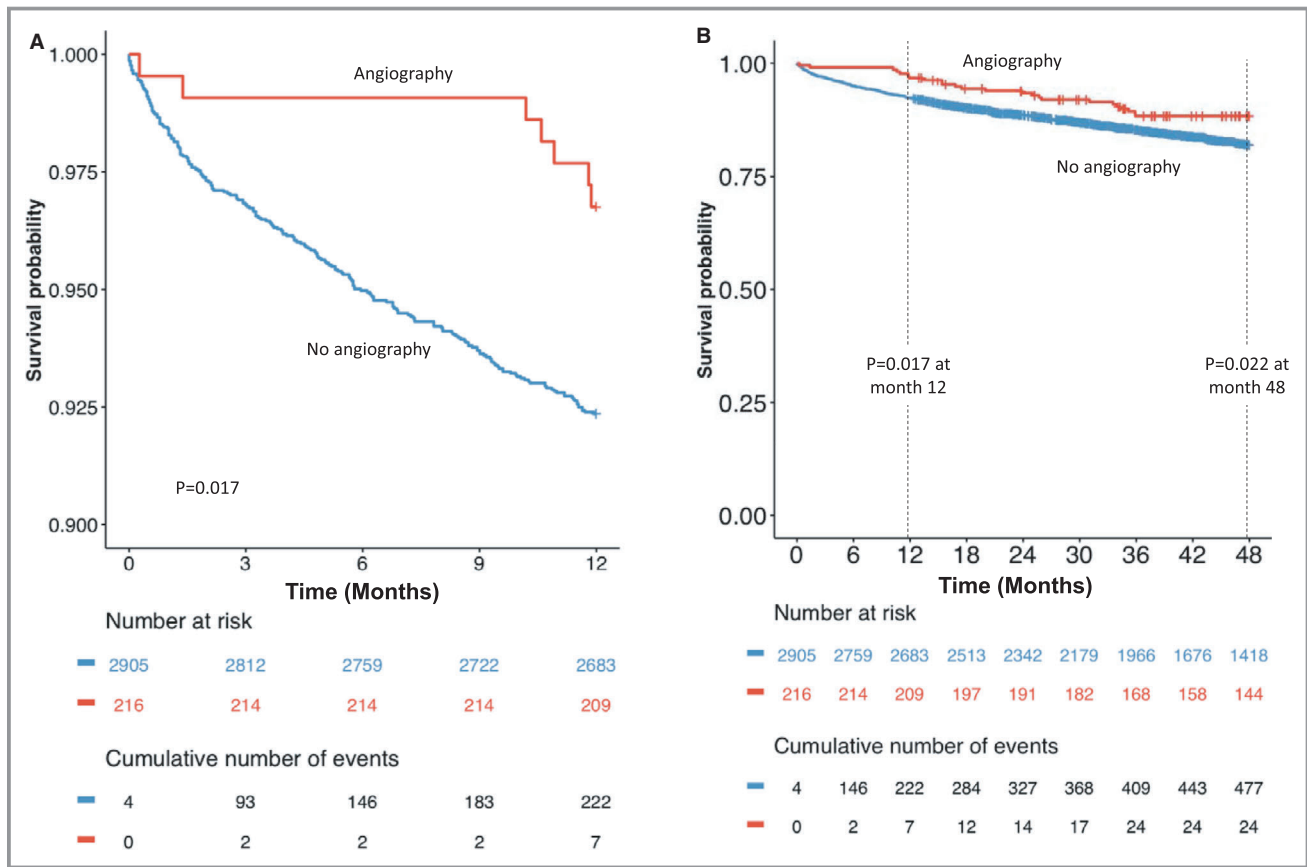 A
Survival probability
1.000
0.975
0.950
0.925
0.900
Angiography
No angiography
P=0.017
0 3 6 9 12
Time (Months)
Number at risk
2905 2812 2759 2722 2683
216 214 214 214 209
Cumulative number of events
4 93 146 183 222
0 2 2 2 7
B
Survival probability
1.00
0.75
0.50
0.25
0.00
Angiography
No angiography
P=0.017 at
month 12
P=0.022 at
month 48
0 6 12 18 24 30 36 42 48
Time (Months)
Number at risk
2905 2759 2683 2513 2342 2179 1966 1676 1418
216 214 209 197 191 182 168 158 144
Cumulative number of events
4 146 222 284 327 368 409 443 477
0 2 7 12 14 17 24 24 24